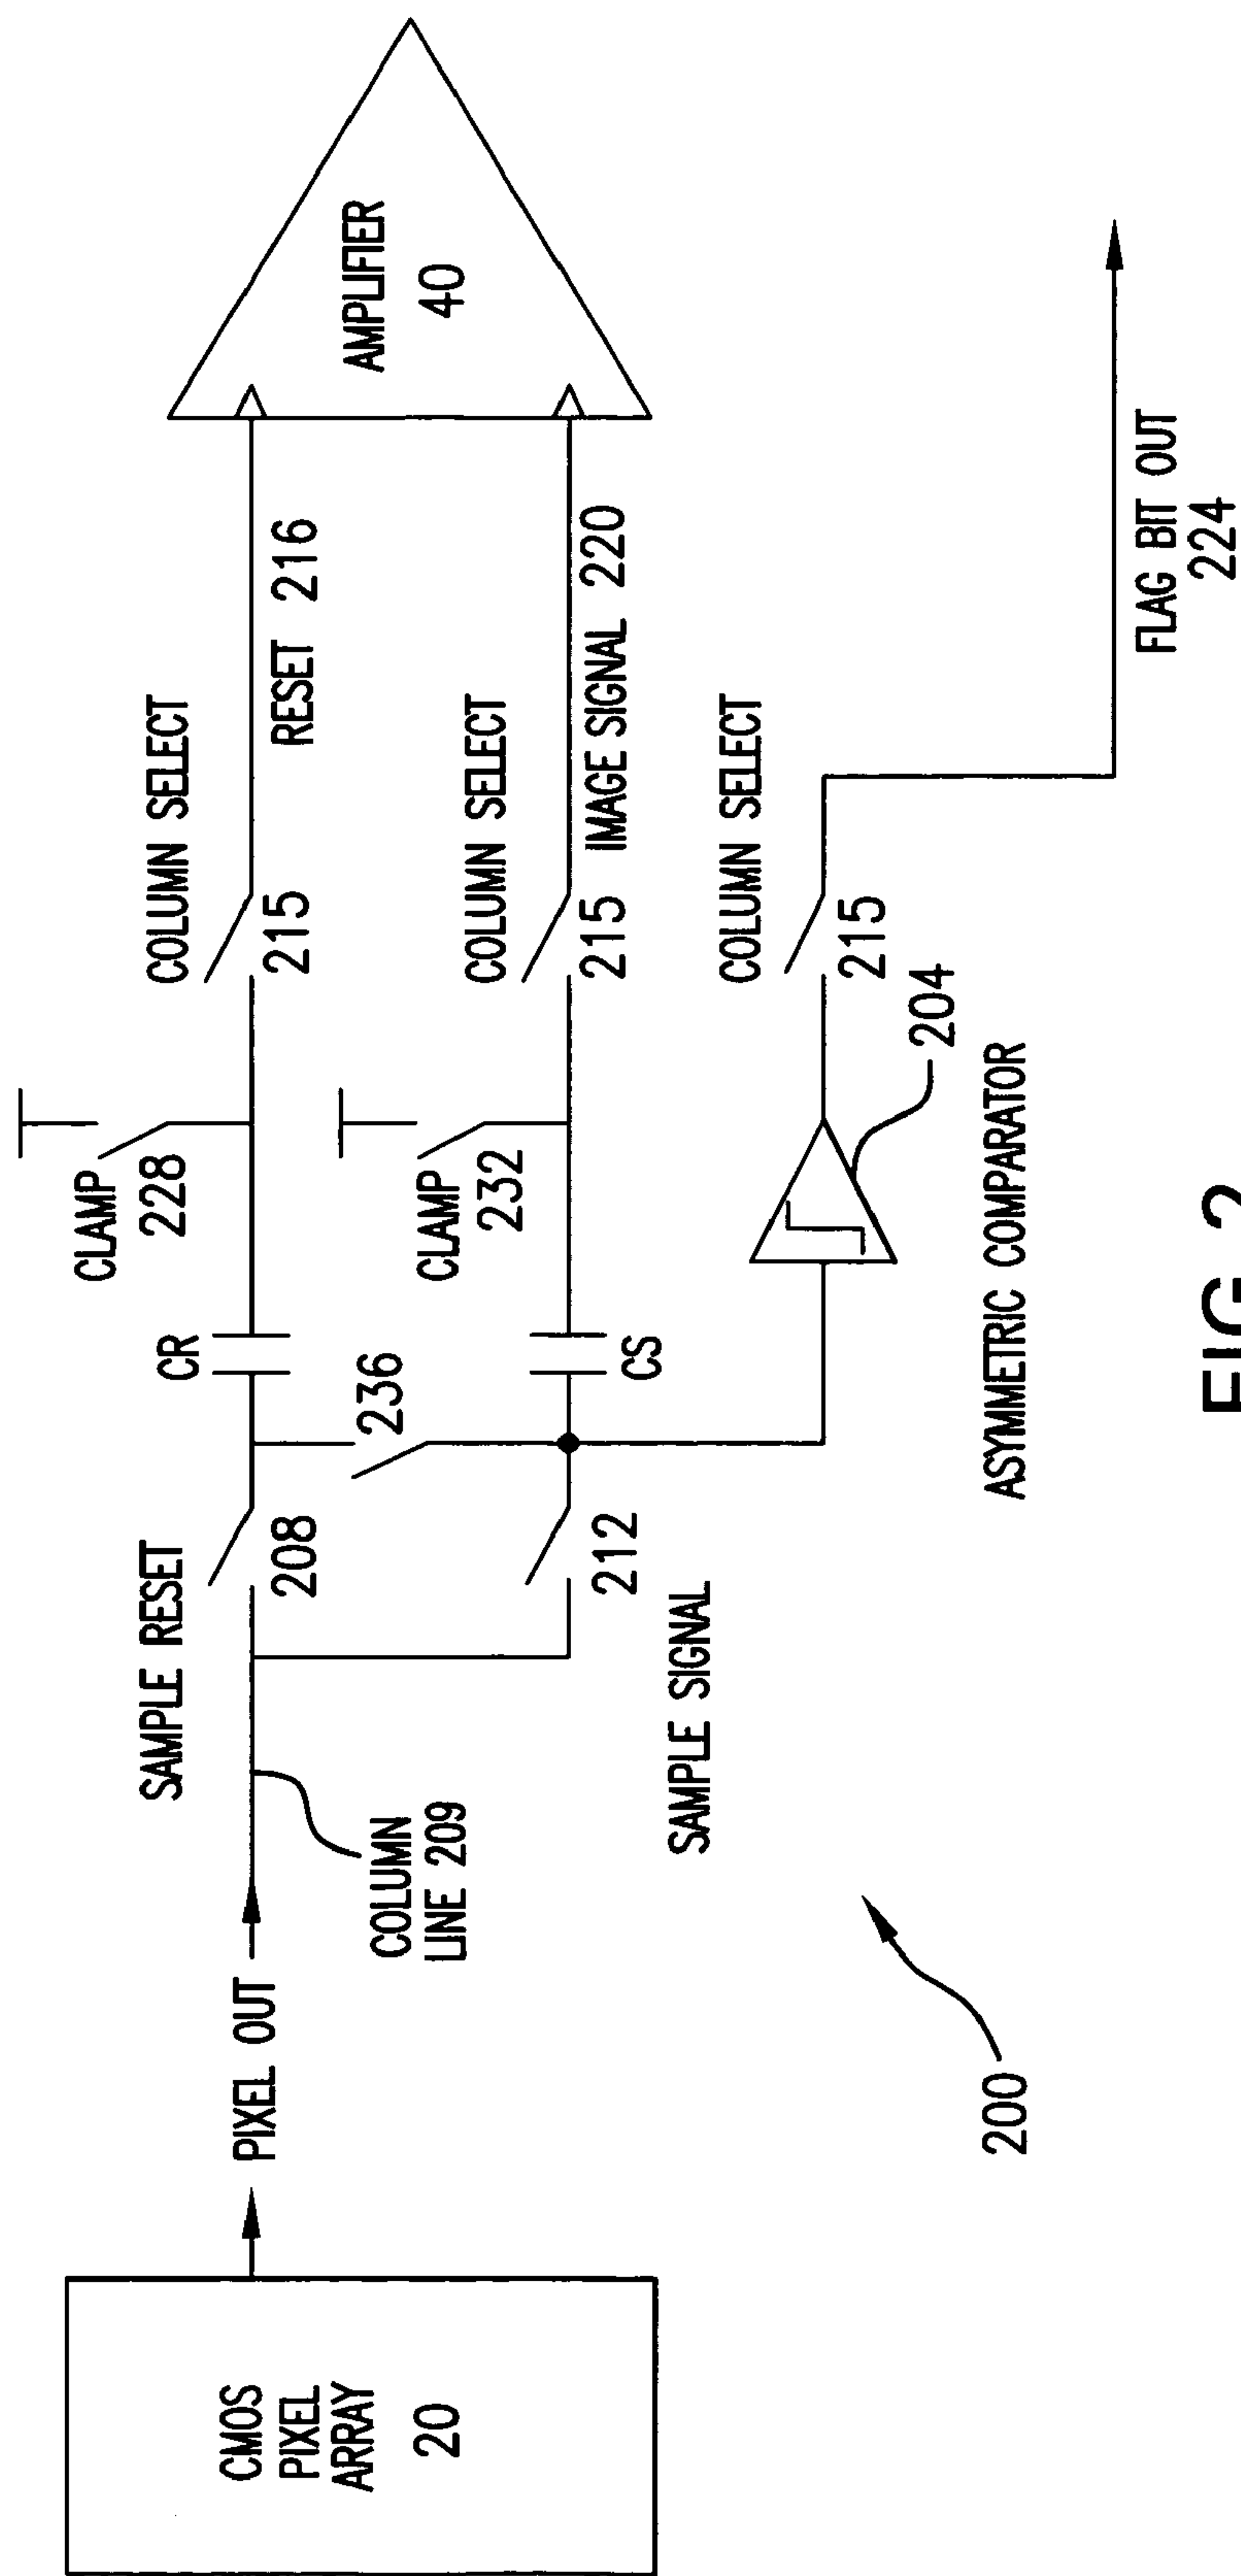 CMOS
PIXEL
ARRAY
20
PIXEL OUT
COLUMN
LINE 209
SAMPLE RESET
208
SAMPLE SIGNAL
212
236
CR
CS
CLAMP
228
CLAMP
232
COLUMN SELECT
215
COLUMN SELECT
215
COLUMN SELECT
215
RESET 216
IMAGE SIGNAL 220
AMPLIFIER
40
204
ASYMMETRIC COMPARATOR
FLAG BIT OUT
224
200
FIG. 2